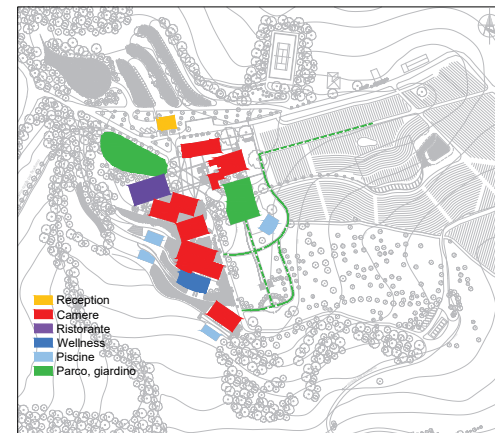 Reception
Camere
Ristorante
Wellness
Piscine
Parco, giardino